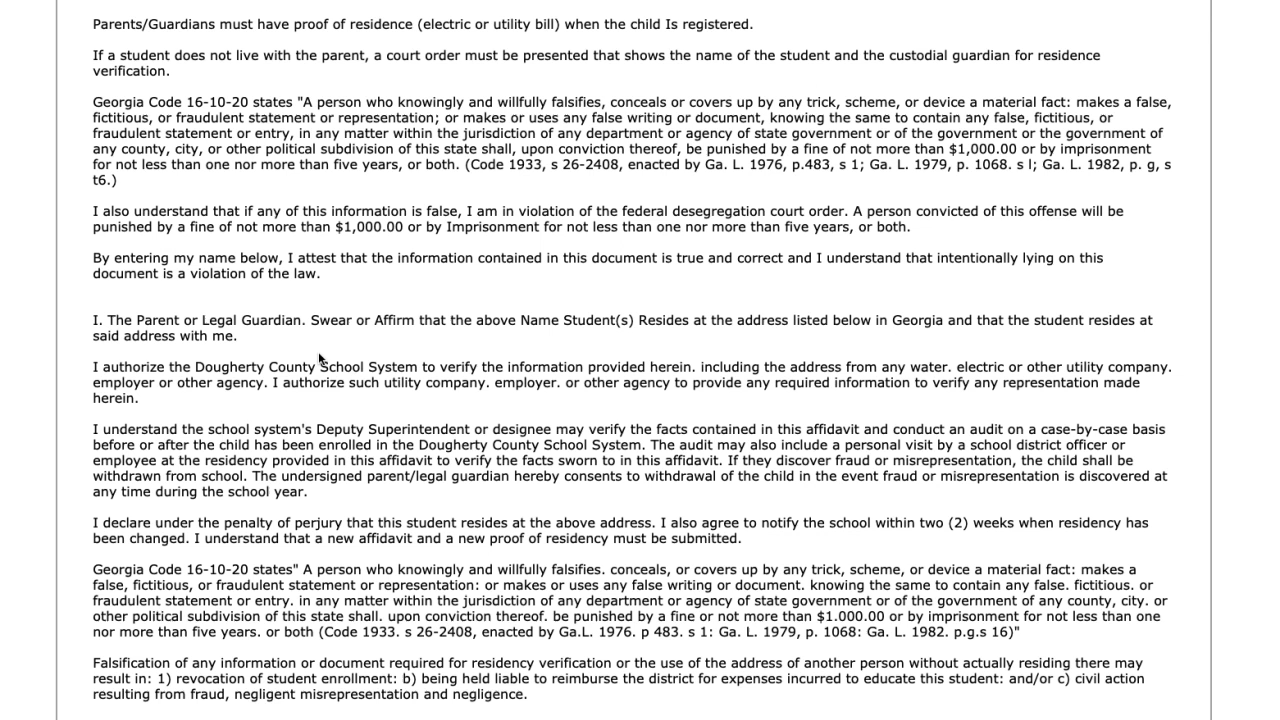 Parents/Guardians must have proof of residence (electric or utility bill) when the child Is registered.
If a student does not live with the parent, a court order must be presented that shows the name of the student and the custodial guardian for residence
verification.
Georgia Code 16-10-20 states "A person who knowingly and willfully falsifies, conceals or covers up by any trick, scheme, or device a material fact: makes a false,
fictitious, or fraudulent statement or representation; or makes or uses any false writing or document, knowing the same to contain any false, fictitious, or
fraudulent statement or entry, in any matter within the jurisdiction of any department or agency of state government or of the government or the government of
any county, city, or other political subdivision of this state shall, upon conviction thereof, be punished by a fine of not more than $1,000.00 or by imprisonment
for not less than one nor more than five years, or both. (Code 1933, s 26-2408, enacted by Ga. L. 1976, p.483, s 1; Ga. L. 1979, p. 1068. s l; Ga. L. 1982, p. g, s
t6.)
I also understand that if any of this information is false, I am in violation of the federal desegregation court order. A person convicted of this offense will be
punished by a fine of not more than $1,000.00 or by Imprisonment for not less than one nor more than five years, or both.
By entering my name below, I attest that the information contained in this document is true and correct and I understand that intentionally lying on this
document is a violation of the law.
I. The Parent or Legal Guardian. Swear or Affirm that the above Name Student(s) Resides at the address listed below in Georgia and that the student resides at
said address with me.
I authorize the Dougherty County School System to verify the information provided herein. including the address from any water. electric or other utility company.
employer or other agency. I authorize such utility company. employer. or other agency to provide any required information to verify any representation made
herein.
I understand the school system's Deputy Superintendent or designee may verify the facts contained in this affidavit and conduct an audit on a case-by-case basis
before or after the child has been enrolled in the Dougherty County School System. The audit may also include a personal visit by a school district officer or
employee at the residency provided in this affidavit to verify the facts sworn to in this affidavit. If they discover fraud or misrepresentation, the child shall be
withdrawn from school. The undersigned parent/legal guardian hereby consents to withdrawal of the child in the event fraud or misrepresentation is discovered at
any time during the school year.
I declare under the penalty of perjury that this student resides at the above address. I also agree to notify the school within two (2) weeks when residency has
been changed. I understand that a new affidavit and a new proof of residency must be submitted.
Georgia Code 16-10-20 states" A person who knowingly and willfully falsifies. conceals, or covers up by any trick, scheme, or device a material fact: makes a
false, fictitious, or fraudulent statement or representation: or makes or uses any false writing or document. knowing the same to contain any false. fictitious. or
fraudulent statement or entry. in any matter within the jurisdiction of any department or agency of state government or of the government of any county, city. or
other political subdivision of this state shall. upon conviction thereof. be punished by a fine or not more than $1.000.00 or by imprisonment for not less than one
nor more than five years. or both (Code 1933. s 26-2408, enacted by Ga.L. 1976. p 483. s 1: Ga. L. 1979, p. 1068: Ga. L. 1982. p.g.s 16)"
Falsification of any information or document required for residency verification or the use of the address of another person without actually residing there may
result in: 1) revocation of student enrollment: b) being held liable to reimburse the district for expenses incurred to educate this student: and/or c) civil action
resulting from fraud, negligent misrepresentation and negligence.